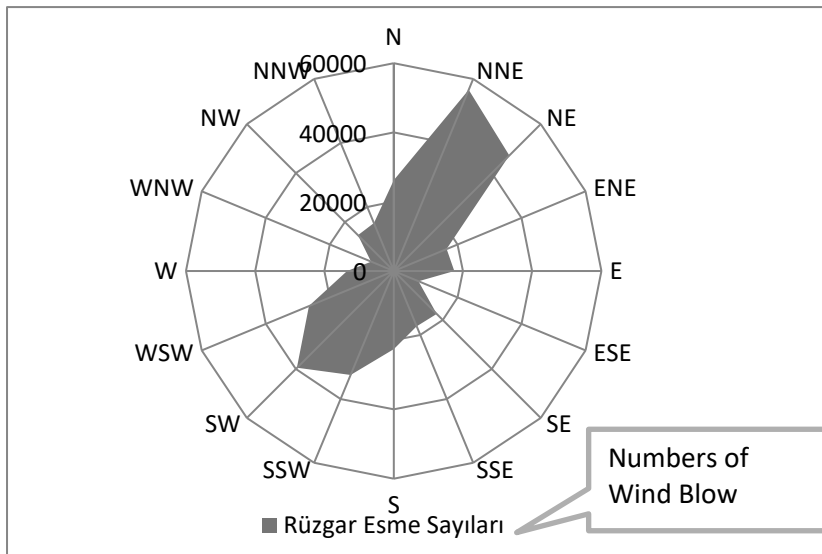 N
NNE
NE
ENE
E
ESE
SE
SSE
S
SSW
SW
WSW
W
WNW
NW
NNW
60000
40000
20000
0
Rüzgar Esme Sayıları
Numbers of
Wind Blow